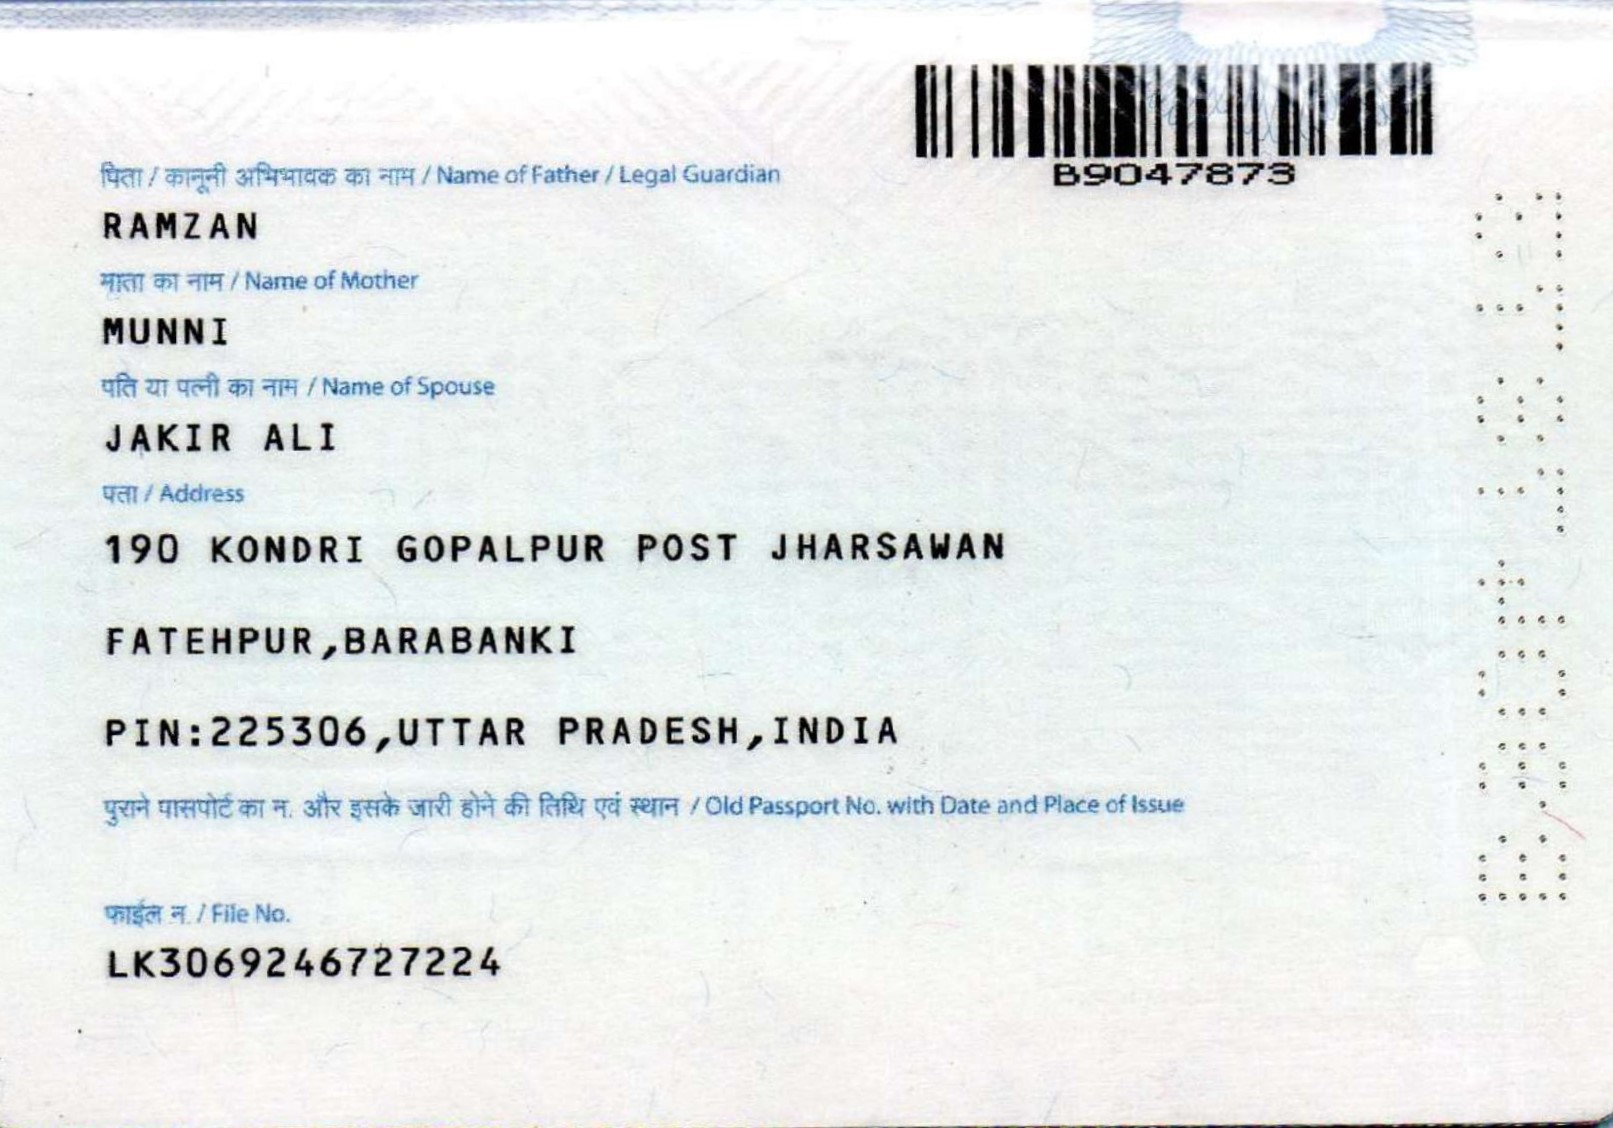 B9047873
पिता / कानूनी अभिभावक का नाम / Name of Father / Legal Guardian
RAMZAN
माता का नाम / Name of Mother
MUNNI
पति या पत्नी का नाम / Name of Spouse
JAKIR ALI
पता / Address
190 KONDRI GOPALPUR POST JHARSAWAN
FATEHPUR,BARABANKI
PIN:225306,UTTAR PRADESH,INDIA
पुराने पासपोर्ट का न. और इसके जारी होने की तिथि एवं स्थान / Old Passport No. with Date and Place of Issue
फाईल न. / File No.
LK3069246727224
B9047873